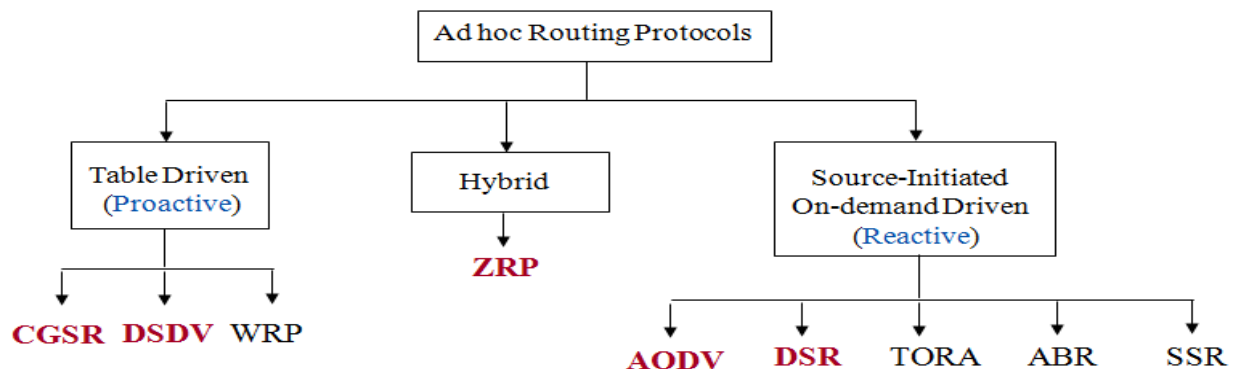 Ad hoc Routing Protocols
Table Driven
(Proactive)
Hybrid
Source-Initiated
On-demand Driven
(Reactive)
ZRP
CGSR DSDV WRP
AODV DSR TORA ABR SSR